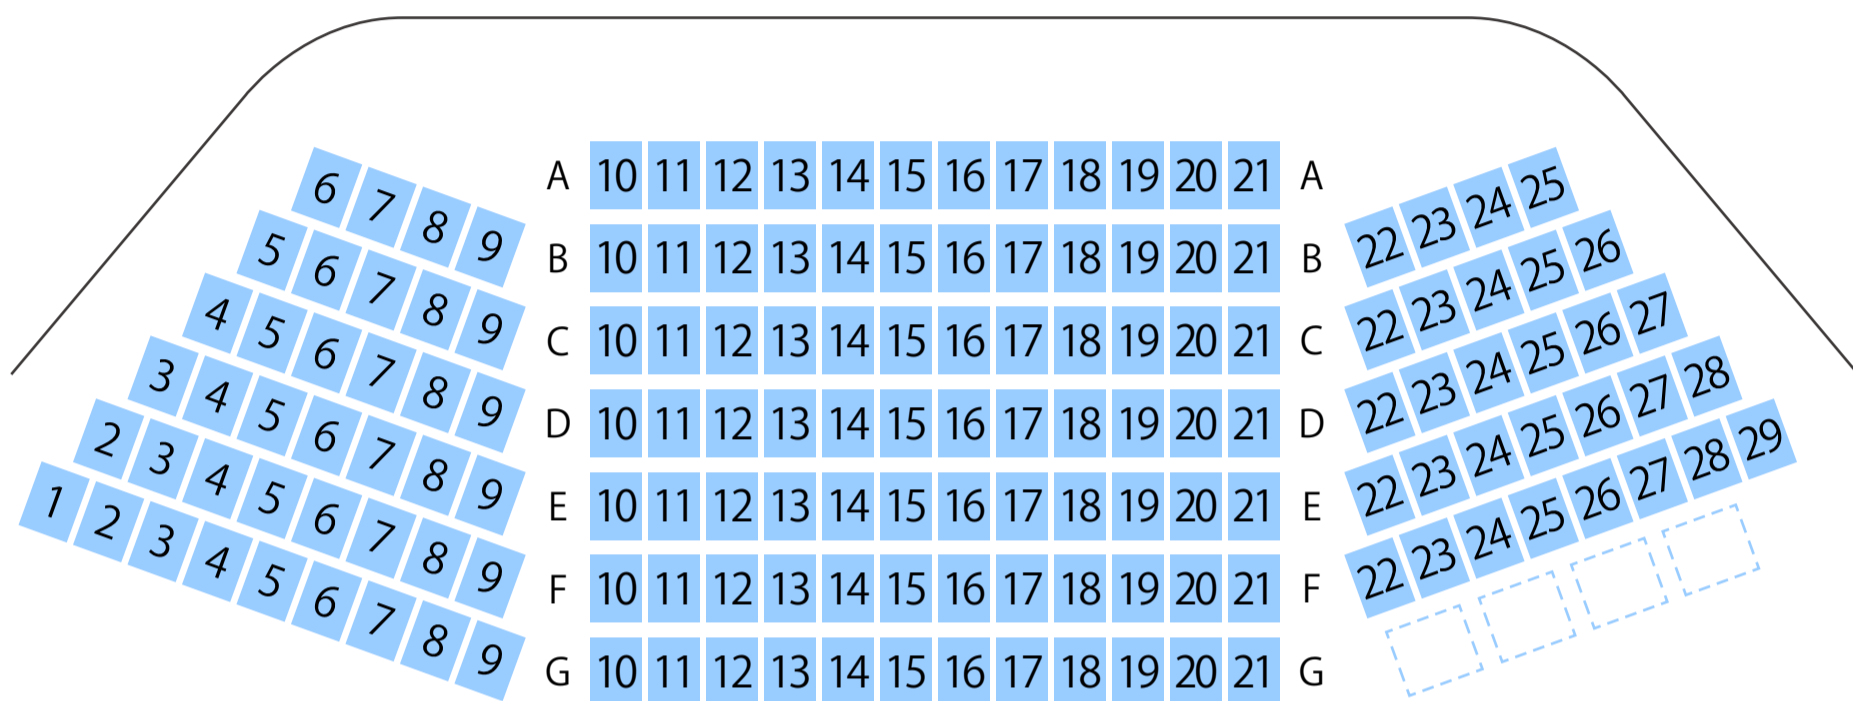 A 10 11 12 13 14 15 16 17 18 19 20 21 A
6 7 8 9 B 10 11 12 13 14 15 16 17 18 19 20 21 B 22 23 24 25
5 6 7 8 9 C 10 11 12 13 14 15 16 17 18 19 20 21 C 22 23 24 25 26
4 5 6 7 8 9 D 10 11 12 13 14 15 16 17 18 19 20 21 D 22 23 24 25 26 27
3 4 5 6 7 8 9 E 10 11 12 13 14 15 16 17 18 19 20 21 E 22 23 24 25 26 27 28
2 3 4 5 6 7 8 9 F 10 11 12 13 14 15 16 17 18 19 20 21 F 22 23 24 25 26 27 28 29
1 2 3 4 5 6 7 8 9 G 10 11 12 13 14 15 16 17 18 19 20 21 G